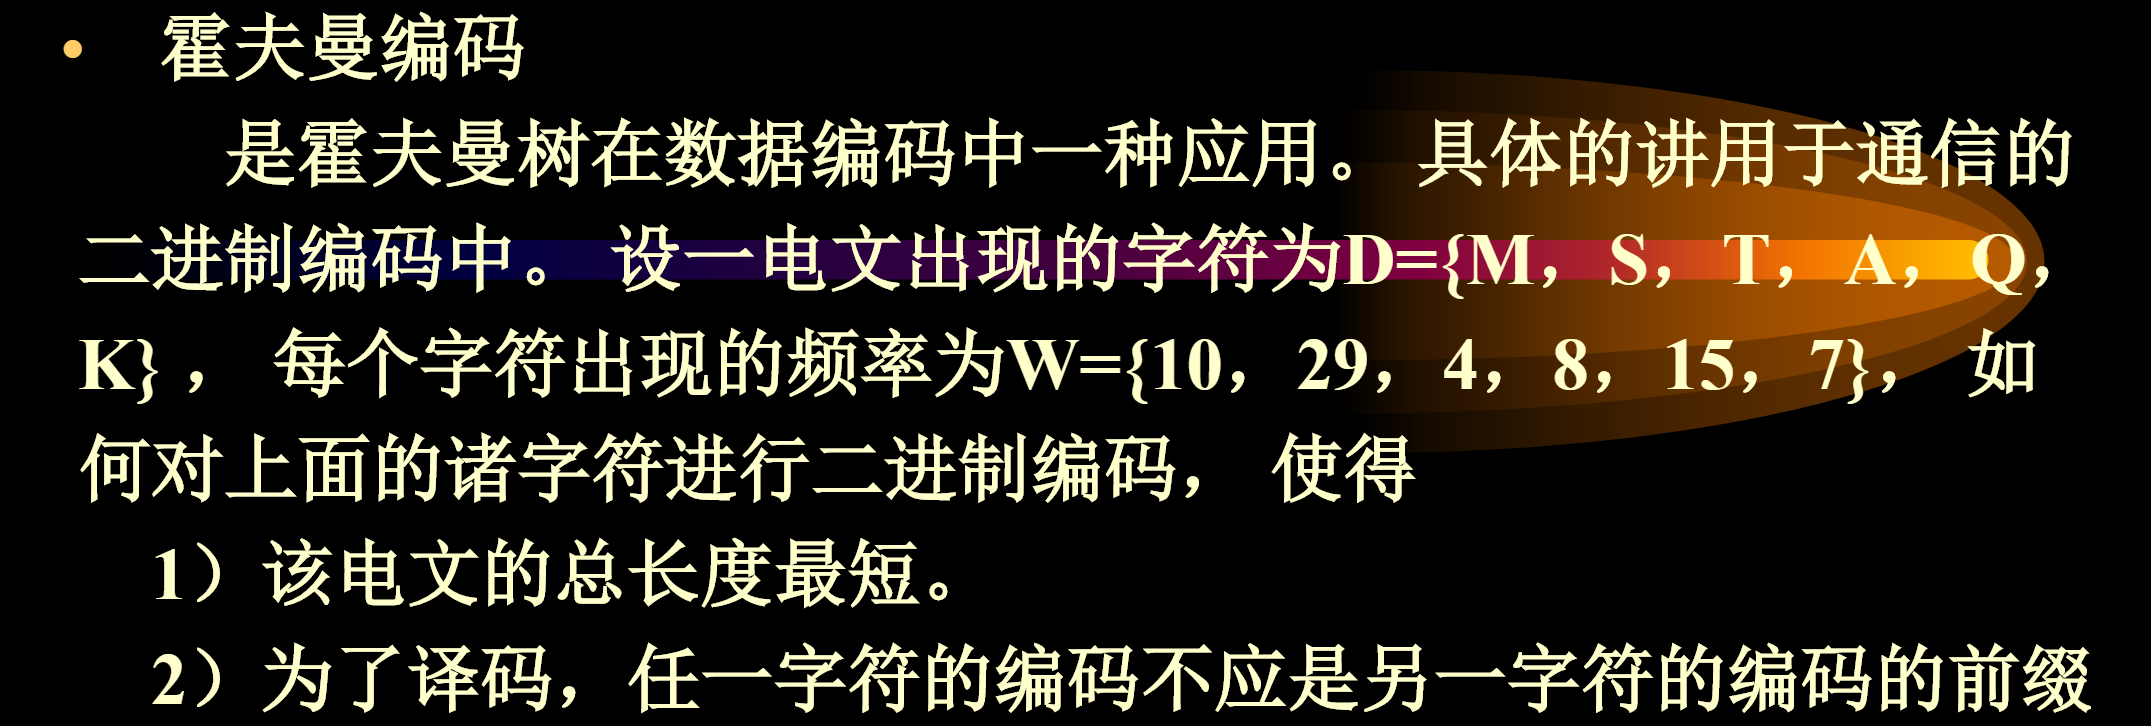 • 霍夫曼编码
是霍夫曼树在数据编码中一种应用。 具体的讲用于通信的
二进制编码中。 设一电文出现的字符为D={M，S，T，A，Q，
K}， 每个字符出现的频率为W={10，29，4，8，15，7}， 如
何对上面的诸字符进行二进制编码， 使得
1）该电文的总长度最短。
2）为了译码，任一字符的编码不应是另一字符的编码的前缀